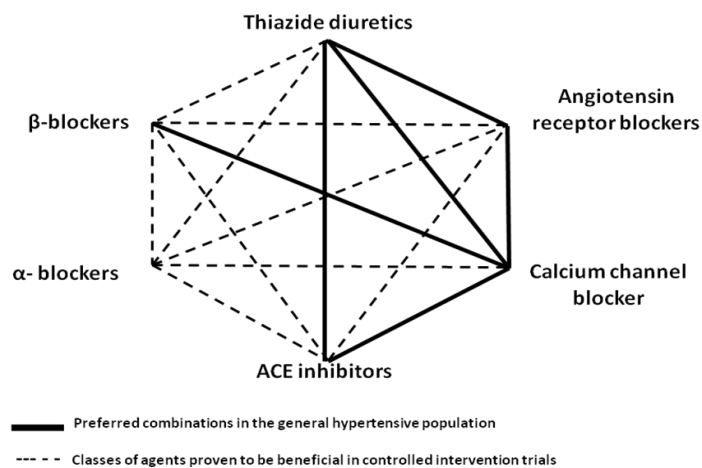 Thiazide diuretics
β-blockers
Angiotensin
receptor blockers
α- blockers
Calcium channel
blocker
ACE inhibitors
Preferred combinations in the general hypertensive population
Classes of agents proven to be beneficial in controlled intervention trials